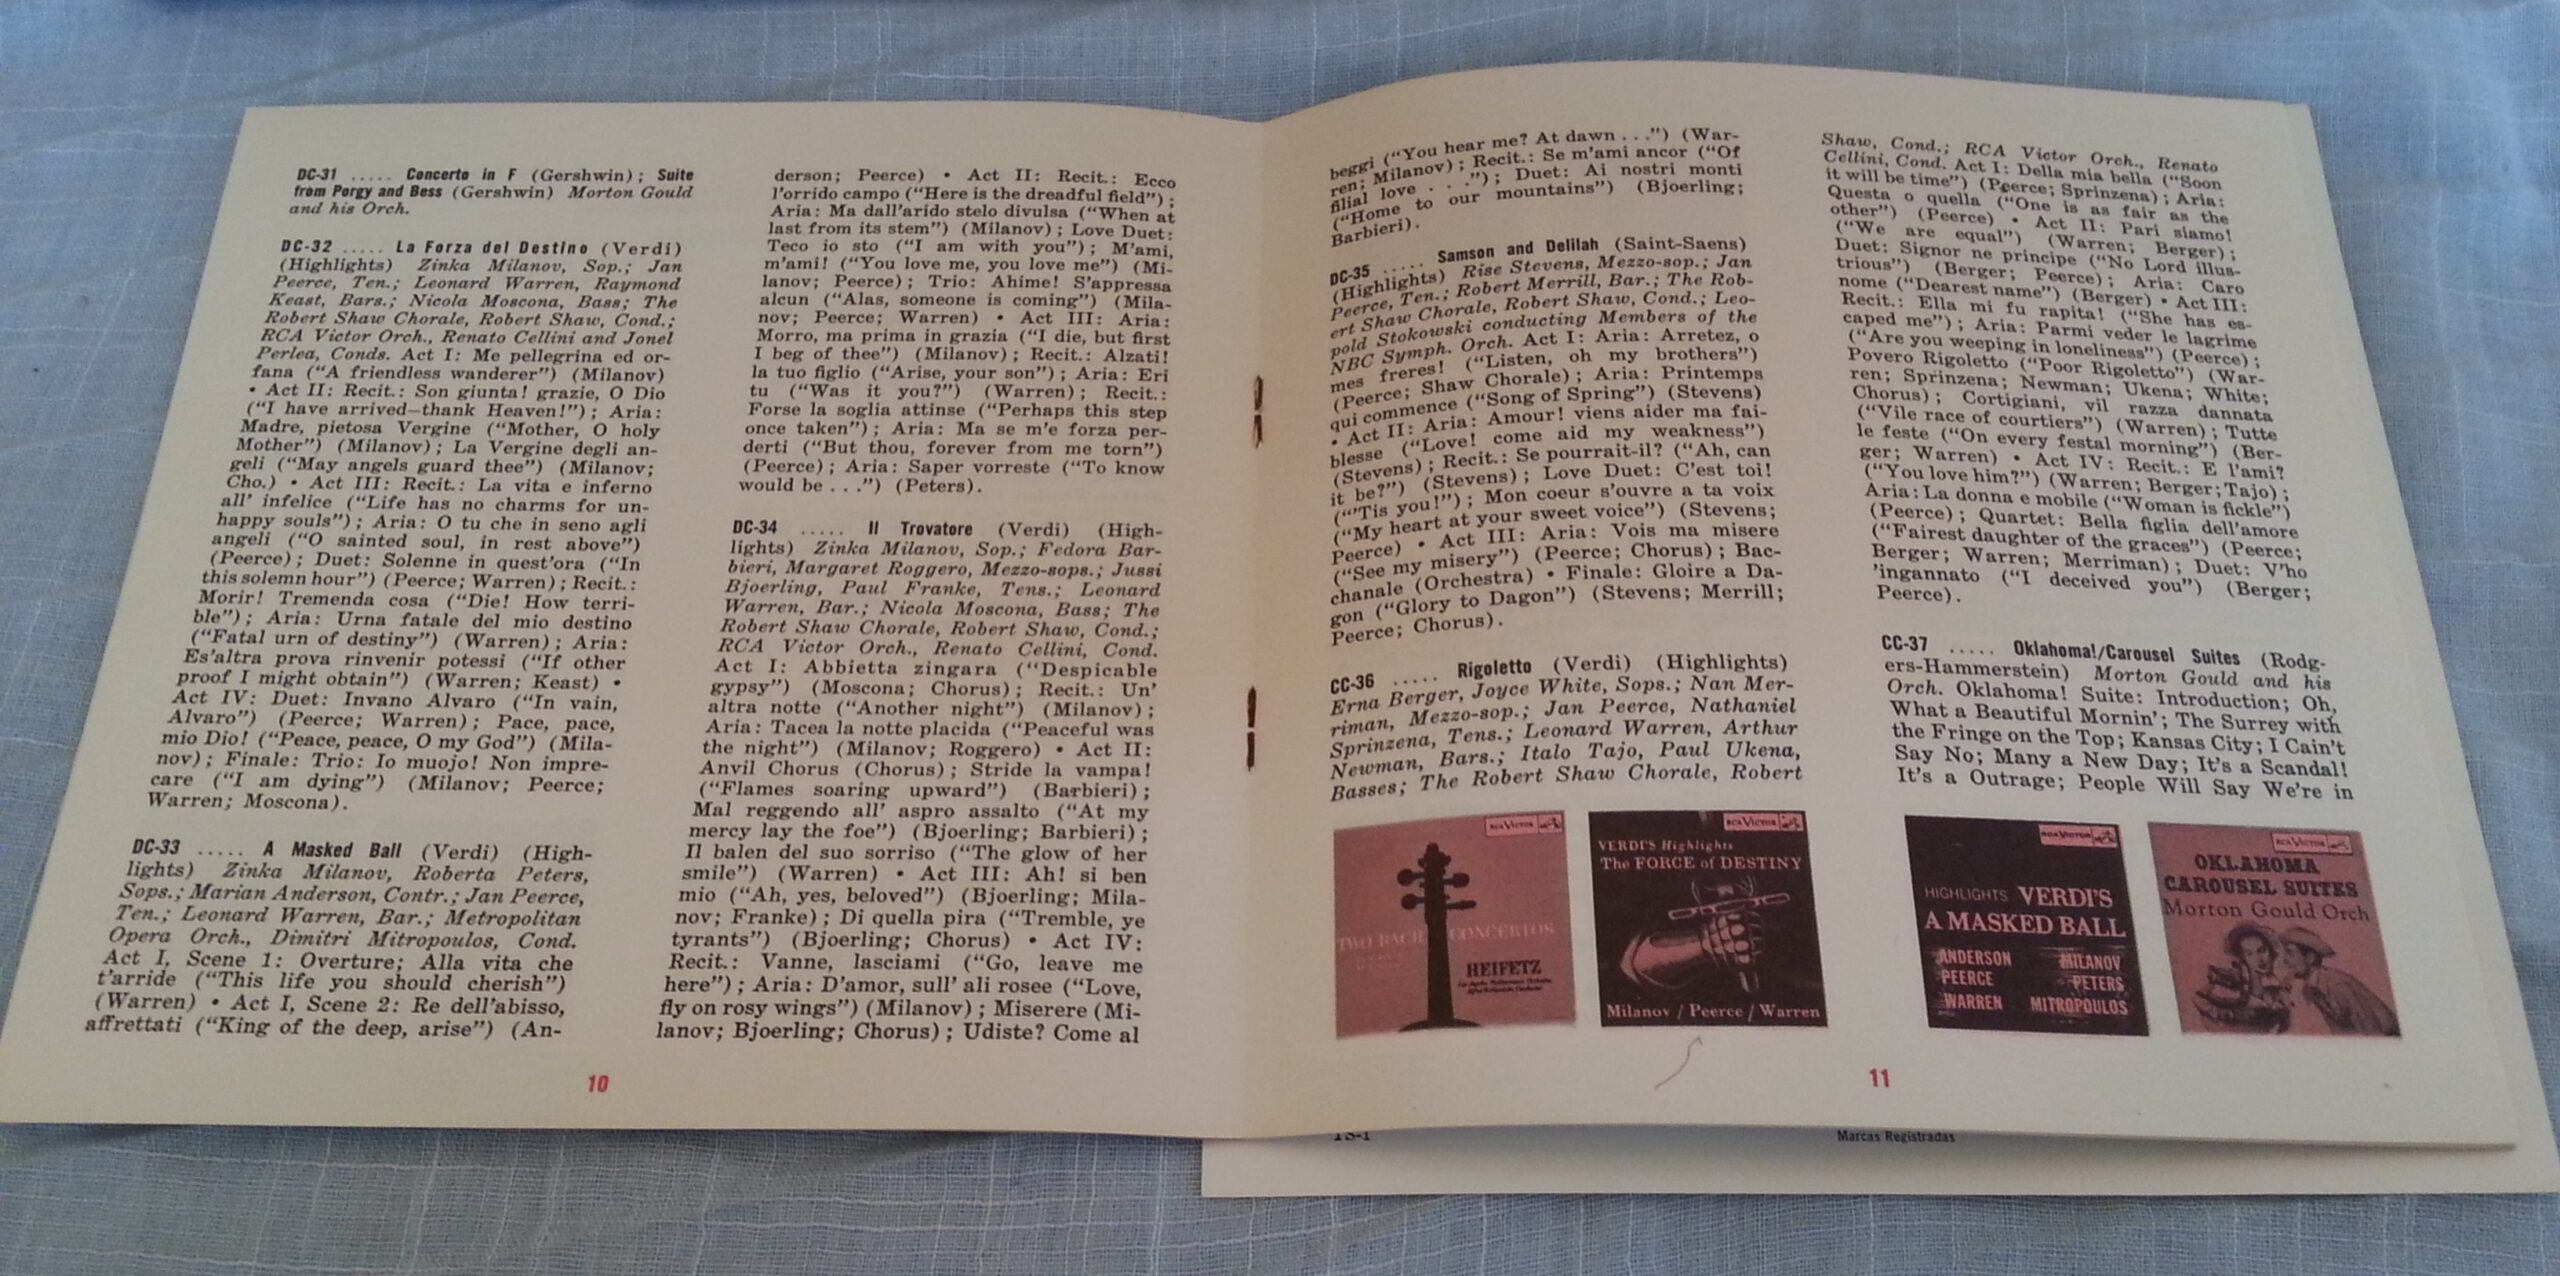 DC-31 ..... Concerto in F (Gershwin); Suite
from Porgy and Bess (Gershwin) Morton Gould
and his Orch.
DC-32 ..... La Forza del Destino (Verdi)
(Highlights) Zinka Milanov, Sop.; Jan
Peerce, Ten.; Leonard Warren, Raymond
Keast, Bars.; Nicola Moscona, Bass; The
Robert Shaw Chorale, Robert Shaw, Cond.;
RCA Victor Orch., Renato Cellini and Jonel
Perlea, Conds. Act I: Me pellegrina ed or-
fana ("A friendless wanderer") (Milanov)
• Act II: Recit.: Son giunta! grazie, O Dio
("I have arrived—thank Heaven!"); Aria:
Madre, pietosa Vergine ("Mother, O holy
Mother") (Milanov); La Vergine degli an-
geli ("May angels guard thee") (Milanov;
Cho.) • Act III: Recit.: La vita e inferno
all' infelice ("Life has no charms for un-
happy souls"); Aria: O tu che in seno agli
angeli ("O sainted soul, in rest above")
(Peerce); Duet: Solenne in quest'ora ("In
this solemn hour") (Peerce; Warren); Recit.:
Morir! Tremenda cosa ("Die! How terri-
ble"); Aria: Urna fatale del mio destino
("Fatal urn of destiny") (Warren); Aria:
Es'altra prova rinvenir potessi ("If other
proof I might obtain") (Warren; Keast) •
Act IV: Duet: Invano Alvaro ("In vain,
Alvaro") (Peerce; Warren); Pace, pace,
mio Dio! ("Peace, peace, O my God") (Mila-
nov); Finale: Trio: Io muojo! Non impre-
care ("I am dying") (Milanov; Peerce;
Warren; Moscona).
DC-33 ..... A Masked Ball (Verdi) (High-
lights) Zinka Milanov, Roberta Peters,
Sops.; Marian Anderson, Contr.; Jan Peerce,
Ten.; Leonard Warren, Bar.; Metropolitan
Opera Orch., Dimitri Mitropoulos, Cond.
Act I, Scene 1: Overture; Alla vita che
t'arride ("This life you should cherish")
(Warren) • Act I, Scene 2: Re dell'abisso,
affrettati ("King of the deep, arise") (An-
derson; Peerce) • Act II: Recit.: Ecco
l'orrido campo ("Here is the dreadful field");
Aria: Ma dall'arido stelo divulsa ("When at
last from its stem") (Milanov); Love Duet:
Teco io sto ("I am with you"); M'ami,
m'ami! ("You love me, you love me") (Mi-
lanov; Peerce); Trio: Ahime! S'appressa
alcun ("Alas, someone is coming") (Mila-
nov; Peerce; Warren) • Act III: Aria:
Morro, ma prima in grazia ("I die, but first
I beg of thee") (Milanov); Recit.: Alzati!
la tuo figlio ("Arise, your son"); Aria: Eri
tu ("Was it you?") (Warren); Recit.:
Forse la soglia attinse ("Perhaps this step
once taken"); Aria: Ma se m'e forza per-
derti ("But thou, forever from me torn")
(Peerce); Aria: Saper vorreste ("To know
would be . . .") (Peters).
DC-34 ..... Il Trovatore (Verdi) (High-
lights) Zinka Milanov, Sop.; Fedora Bar-
bieri, Margaret Roggero, Mezzo-sops.; Jussi
Bjoerling, Paul Franke, Tens.; Leonard
Warren, Bar.; Nicola Moscona, Bass; The
Robert Shaw Chorale, Robert Shaw, Cond.;
RCA Victor Orch., Renato Cellini, Cond.
Act I: Abbietta zingara ("Despicable
gypsy") (Moscona; Chorus); Recit.: Un'
altra notte ("Another night") (Milanov);
Aria: Tacea la notte placida ("Peaceful was
the night") (Milanov; Roggero) • Act II:
Anvil Chorus (Chorus); Stride la vampa!
("Flames soaring upward") (Barbieri);
Mal reggendo all' aspro assalto ("At my
mercy lay the foe") (Bjoerling; Barbieri);
Il balen del suo sorriso ("The glow of her
smile") (Warren) • Act III: Ah! si ben
mio ("Ah, yes, beloved") (Bjoerling; Mila-
nov; Franke); Di quella pira ("Tremble, ye
tyrants") (Bjoerling; Chorus) • Act IV:
Recit.: Vanne, lasciami ("Go, leave me
here"); Aria: D'amor, sull' ali rosee ("Love,
fly on rosy wings") (Milanov); Miserere (Mi-
lanov; Bjoerling; Chorus); Udiste? Come al
10
beggi ("You hear me? At dawn . . .") (War-
ren; Milanov); Recit.: Se m'ami ancor ("Of
filial love . . ."); Duet: Ai nostri monti
("Home to our mountains") (Bjoerling;
Barbieri).
DC-35 ..... Samson and Delilah (Saint-Saens)
(Highlights) Rise Stevens, Mezzo-sop.; Jan
Peerce, Ten.; Robert Merrill, Bar.; The Rob-
ert Shaw Chorale, Robert Shaw, Cond.; Leo-
pold Stokowski conducting Members of the
NBC Symph. Orch. Act I: Aria: Arretez, o
mes freres! ("Listen, oh my brothers")
(Peerce; Shaw Chorale); Aria: Printemps
qui commence ("Song of Spring") (Stevens)
• Act II: Aria: Amour! viens aider ma fai-
blesse ("Love! come aid my weakness")
(Stevens); Recit.: Se pourrait-il? ("Ah, can
it be?") (Stevens); Love Duet: C'est toi!
("'Tis you!"); Mon coeur s'ouvre a ta voix
("My heart at your sweet voice") (Stevens;
Peerce) • Act III: Aria: Vois ma misere
("See my misery") (Peerce; Chorus); Bac-
chanale (Orchestra) • Finale: Gloire a Da-
gon ("Glory to Dagon") (Stevens; Merrill;
Peerce; Chorus).
CC-36 ..... Rigoletto (Verdi) (Highlights)
Erna Berger, Joyce White, Sops.; Nan Mer-
riman, Mezzo-sop.; Jan Peerce, Nathaniel
Sprinzena, Tens.; Leonard Warren, Arthur
Newman, Bars.; Italo Tajo, Paul Ukena,
Basses; The Robert Shaw Chorale, Robert
Shaw, Cond.; RCA Victor Orch., Renato
Cellini, Cond. Act I: Della mia bella ("Soon
it will be time") (Peerce; Sprinzena); Aria:
Questa o quella ("One is as fair as the
other") (Peerce) • Act II: Pari siamo!
("We are equal") (Warren; Berger);
Duet: Signor ne principe ("No Lord illus-
trious") (Berger; Peerce); Aria: Caro
nome ("Dearest name") (Berger) • Act III:
Recit.: Ella mi fu rapita! ("She has es-
caped me"); Aria: Parmi veder le lagrime
("Are you weeping in loneliness") (Peerce);
Povero Rigoletto ("Poor Rigoletto") (War-
ren; Sprinzena; Newman; Ukena; White;
Chorus); Cortigiani, vil razza dannata
("Vile race of courtiers") (Warren); Tutte
le feste ("On every festal morning") (Ber-
ger; Warren) • Act IV: Recit.: E l'ami?
("You love him?") (Warren; Berger; Tajo);
Aria: La donna e mobile ("Woman is fickle")
(Peerce); Quartet: Bella figlia dell'amore
("Fairest daughter of the graces") (Peerce;
Berger; Warren; Merriman); Duet: V'ho
'ingannato ("I deceived you") (Berger;
Peerce).
CC-37 ..... Oklahoma!/Carousel Suites (Rodg-
ers-Hammerstein) Morton Gould and his
Orch. Oklahoma! Suite: Introduction; Oh,
What a Beautiful Mornin'; The Surrey with
the Fringe on the Top; Kansas City; I Cain't
Say No; Many a New Day; It's a Scandal!
It's a Outrage; People Will Say We're in
RCA VICTOR
TWO BACH CONCERTOS
HEIFETZ
RCA VICTOR
VERDI'S Highlights
The FORCE of DESTINY
Milanov / Peerce / Warren
RCA VICTOR
HIGHLIGHTS VERDI'S
A MASKED BALL
ANDERSON MILANOV
PEERCE PETERS
WARREN MITROPOULOS
RCA VICTOR
OKLAHOMA
CAROUSEL SUITES
Morton Gould Orch
11
Marcas Registradas